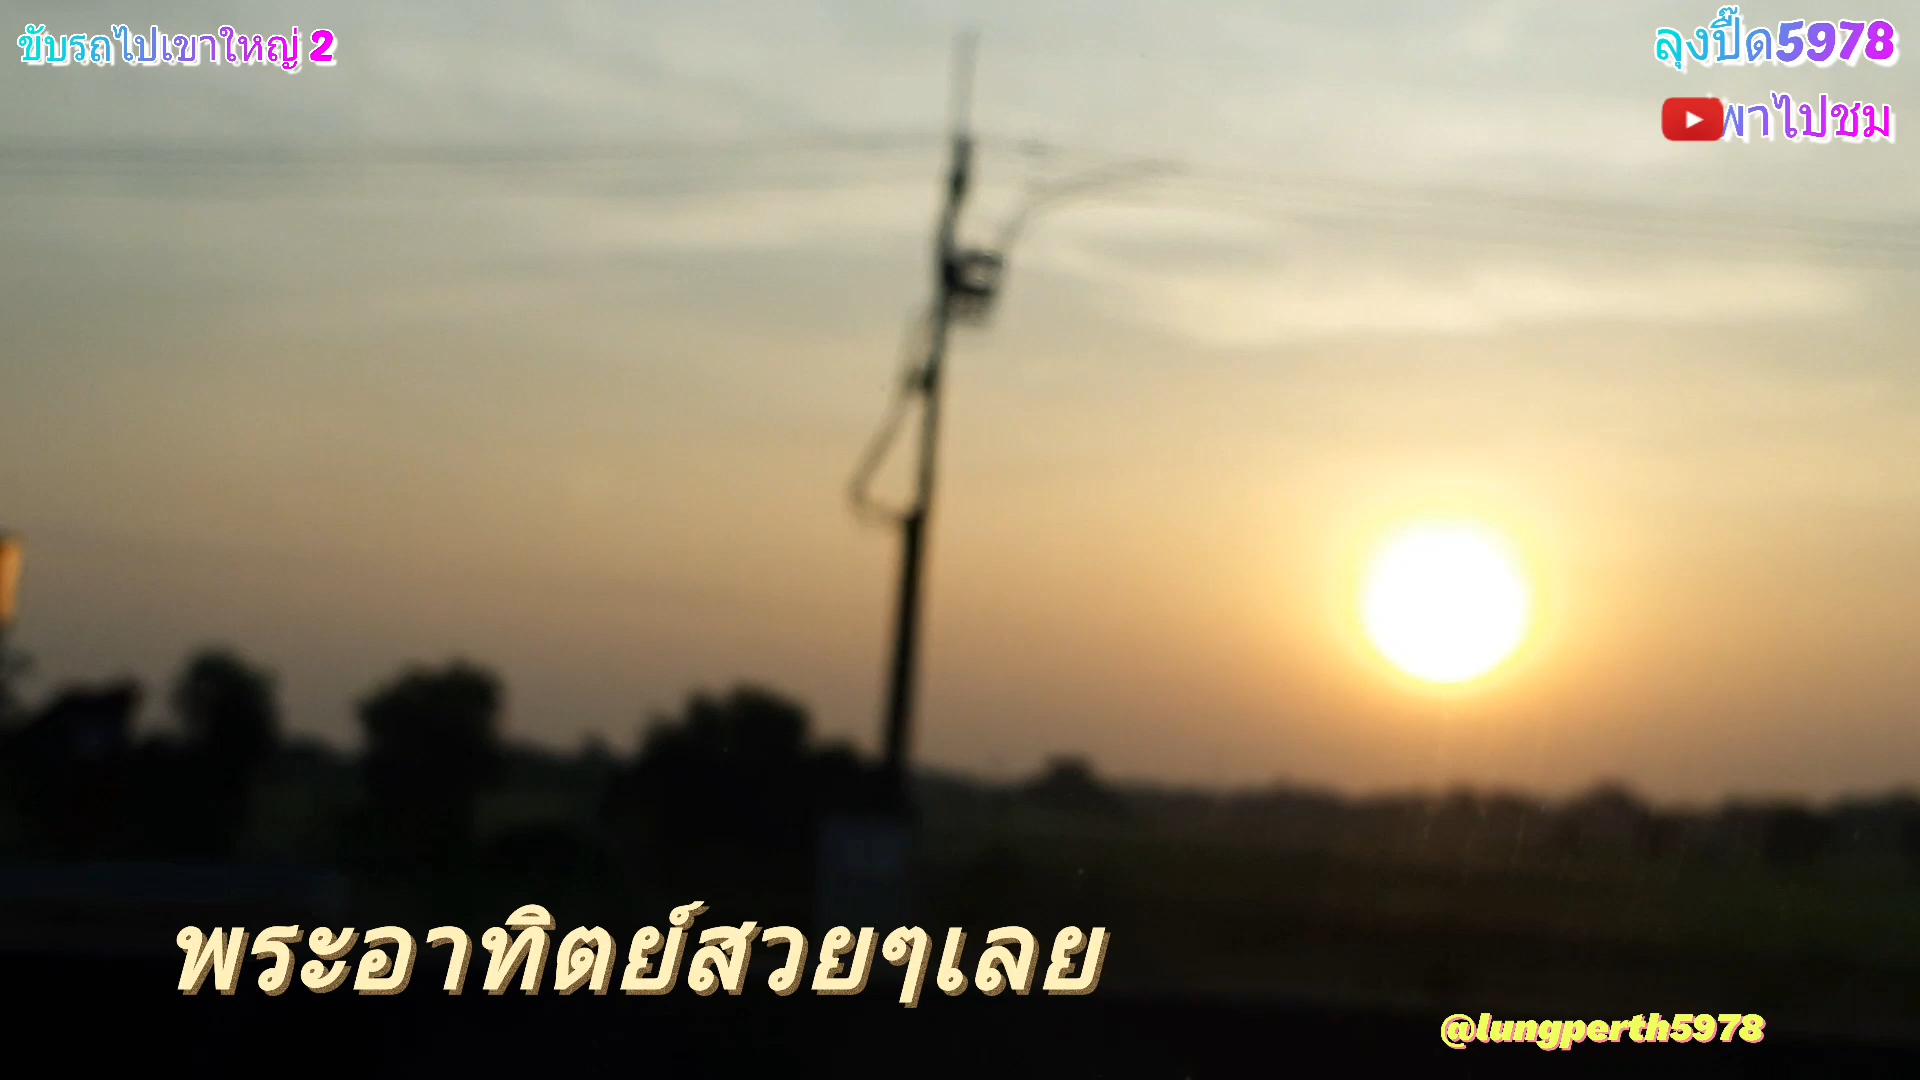 ขับรถไปเขาใหญ่ 2
ลุงปื๊ด5978
พาไปชม
พระอาทิตย์สวยๆเลย
@lungperth5978